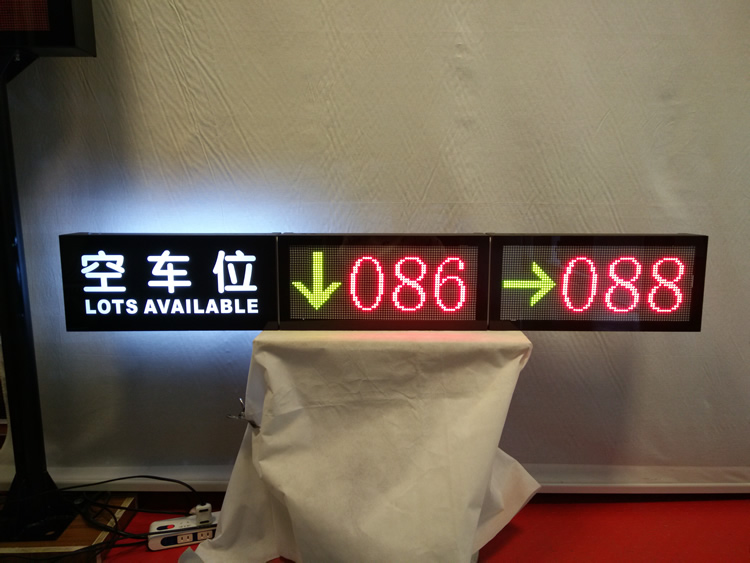 空车位
LOTS AVAILABLE
↓086
→088